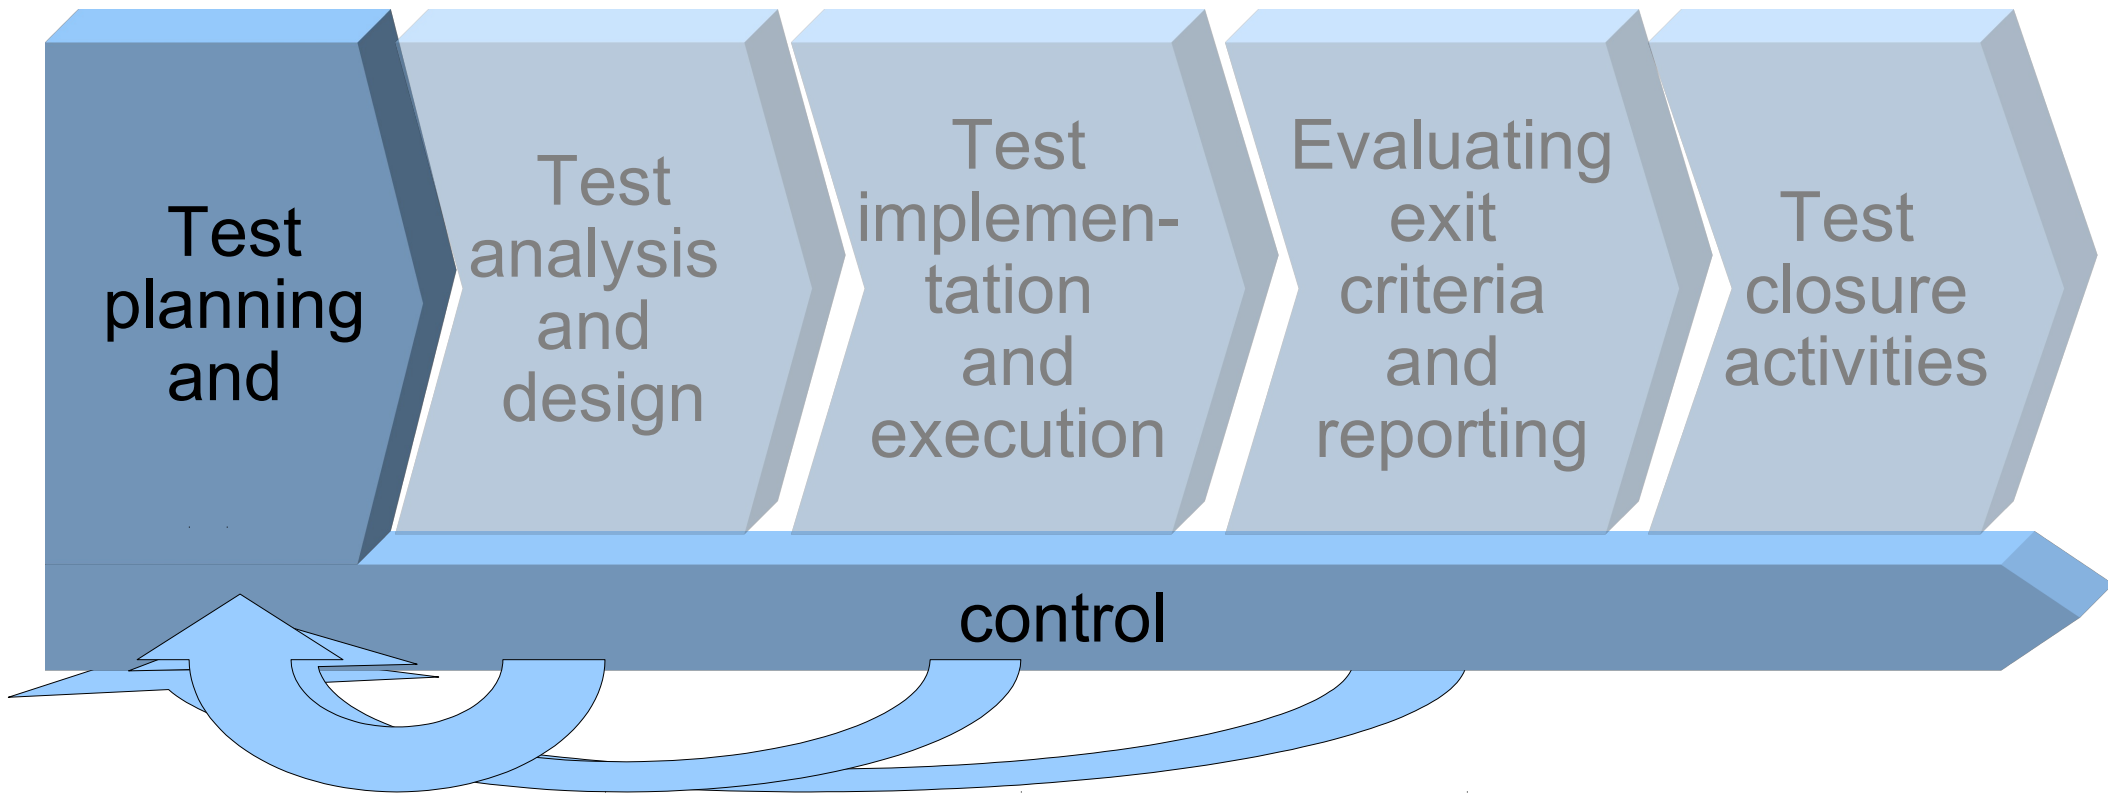 Test
planning
and
Test
analysis
and
design
Test
implemen-
tation
and
execution
Evaluating
exit
criteria
and
reporting
Test
closure
activities
control